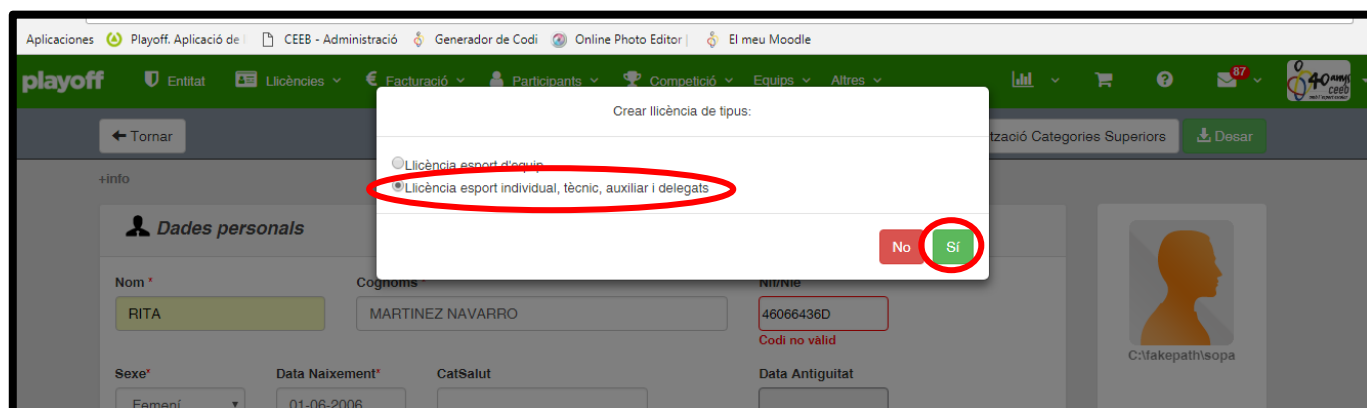 Aplicaciones Playoff. Aplicació de CEEB - Administració Generador de Codi Online Photo Editor | El meu Moodle
playoff Entitat Llicències Facturació Participants Competició Equips Altres 87 40 anys ceeb
Crear llicència de tipus:
Tornar tzació Categories Superiors Desar
Llicència esport d'equip
+info
Llicència esport individual, tècnic, auxiliar i delegats
Dades personals
No Sí
Nom * Cognoms * Nif/Nie
RITA MARTINEZ NAVARRO 46066436D
Codi no vàlid
C:\fakepath\sopa
Sexe* Data Naixement* CatSalut Data Antiguitat
Femení 01-06-2006